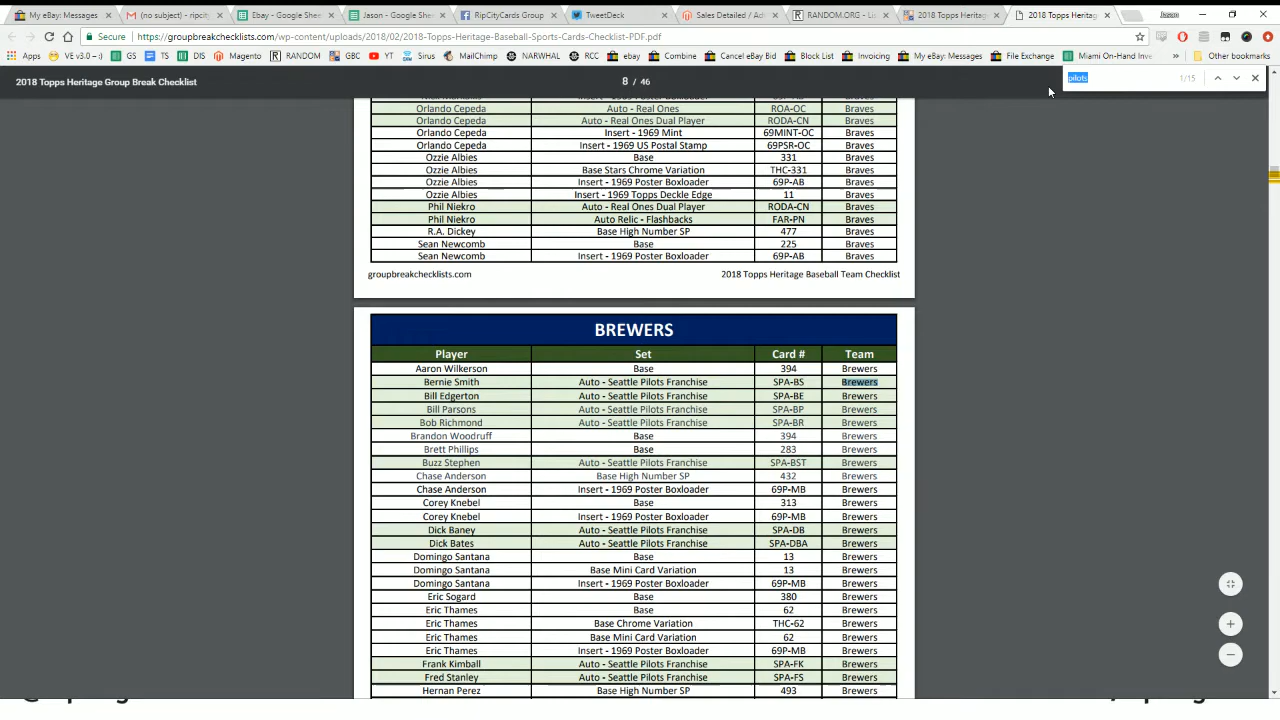 My eBay: Messages
(no subject) - ripcity
Ebay - Google Shee
Jason - Google Shee
RipCityCards Group
TweetDeck
Sales Detailed / Ad
RANDOM.ORG - Lis
2018 Topps Heritag
2018 Topps Heritag
Secure https://groupbreakchecklists.com/wp-content/uploads/2018/02/2018-Topps-Heritage-Baseball-Sports-Cards-Checklist-PDF.pdf
Apps VE v3.0 ~:) GS TS DIS Magento RANDOM GBC YT Sirus MailChimp NARWHAL RCC ebay Combine Cancel eBay Bid Block List Invoicing My eBay: Messages File Exchange Miami On-Hand Inve » Other bookmarks
2018 Topps Heritage Group Break Checklist 8 / 46 pilots 1/15
Orlando Cepeda Auto - Real Ones ROA-OC Braves
Orlando Cepeda Auto - Real Ones Dual Player RODA-CN Braves
Orlando Cepeda Insert - 1969 Mint 69MINT-OC Braves
Orlando Cepeda Insert - 1969 US Postal Stamp 69PSR-OC Braves
Ozzie Albies Base 331 Braves
Ozzie Albies Base Stars Chrome Variation THC-331 Braves
Ozzie Albies Insert - 1969 Poster Boxloader 69P-AB Braves
Ozzie Albies Insert - 1969 Topps Deckle Edge 11 Braves
Phil Niekro Auto - Real Ones Dual Player RODA-CN Braves
Phil Niekro Auto Relic - Flashbacks FAR-PN Braves
R.A. Dickey Base High Number SP 477 Braves
Sean Newcomb Base 225 Braves
Sean Newcomb Insert - 1969 Poster Boxloader 69P-AB Braves
groupbreakchecklists.com 2018 Topps Heritage Baseball Team Checklist
BREWERS
Player Set Card # Team
Aaron Wilkerson Base 394 Brewers
Bernie Smith Auto - Seattle Pilots Franchise SPA-BS Brewers
Bill Edgerton Auto - Seattle Pilots Franchise SPA-BE Brewers
Bill Parsons Auto - Seattle Pilots Franchise SPA-BP Brewers
Bob Richmond Auto - Seattle Pilots Franchise SPA-BR Brewers
Brandon Woodruff Base 394 Brewers
Brett Phillips Base 283 Brewers
Buzz Stephen Auto - Seattle Pilots Franchise SPA-BST Brewers
Chase Anderson Base High Number SP 432 Brewers
Chase Anderson Insert - 1969 Poster Boxloader 69P-MB Brewers
Corey Knebel Base 313 Brewers
Corey Knebel Insert - 1969 Poster Boxloader 69P-MB Brewers
Dick Baney Auto - Seattle Pilots Franchise SPA-DB Brewers
Dick Bates Auto - Seattle Pilots Franchise SPA-DBA Brewers
Domingo Santana Base 13 Brewers
Domingo Santana Base Mini Card Variation 13 Brewers
Domingo Santana Insert - 1969 Poster Boxloader 69P-MB Brewers
Eric Sogard Base 380 Brewers
Eric Thames Base 62 Brewers
Eric Thames Base Chrome Variation THC-62 Brewers
Eric Thames Base Mini Card Variation 62 Brewers
Eric Thames Insert - 1969 Poster Boxloader 69P-MB Brewers
Frank Kimball Auto - Seattle Pilots Franchise SPA-FK Brewers
Fred Stanley Auto - Seattle Pilots Franchise SPA-FS Brewers
Hernan Perez Base High Number SP 493 Brewers